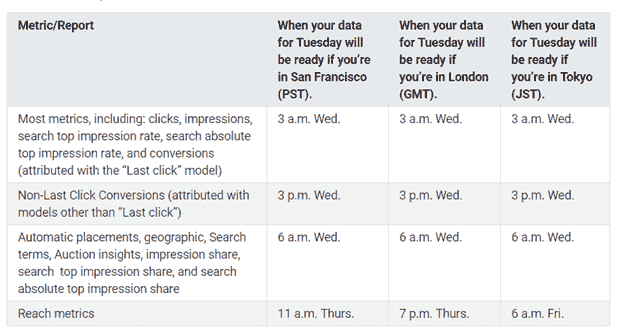 Metric/Report
When your data
for Tuesday will
be ready if you're
in San Francisco
(PST).
When your data
for Tuesday will
be ready if
you're in London
(GMT).
When your data
for Tuesday will
be ready if
you're in Tokyo
(JST).
Most metrics, including: clicks, impressions,
search top impression rate, search absolute
top impression rate, and conversions
(attributed with the "Last click" model)
3 a.m. Wed.
3 a.m. Wed.
3 a.m. Wed.
Non-Last Click Conversions (attributed with
models other than "Last click")
3 p.m. Wed.
3 p.m. Wed.
3 p.m. Wed.
Automatic placements, geographic, Search
terms, Auction insights, impression share,
search top impression share, and search
absolute top impression share
6 a.m. Wed.
6 a.m. Wed.
6 a.m. Wed.
Reach metrics
11 a.m. Thurs.
7 p.m. Thurs.
6 a.m. Fri.